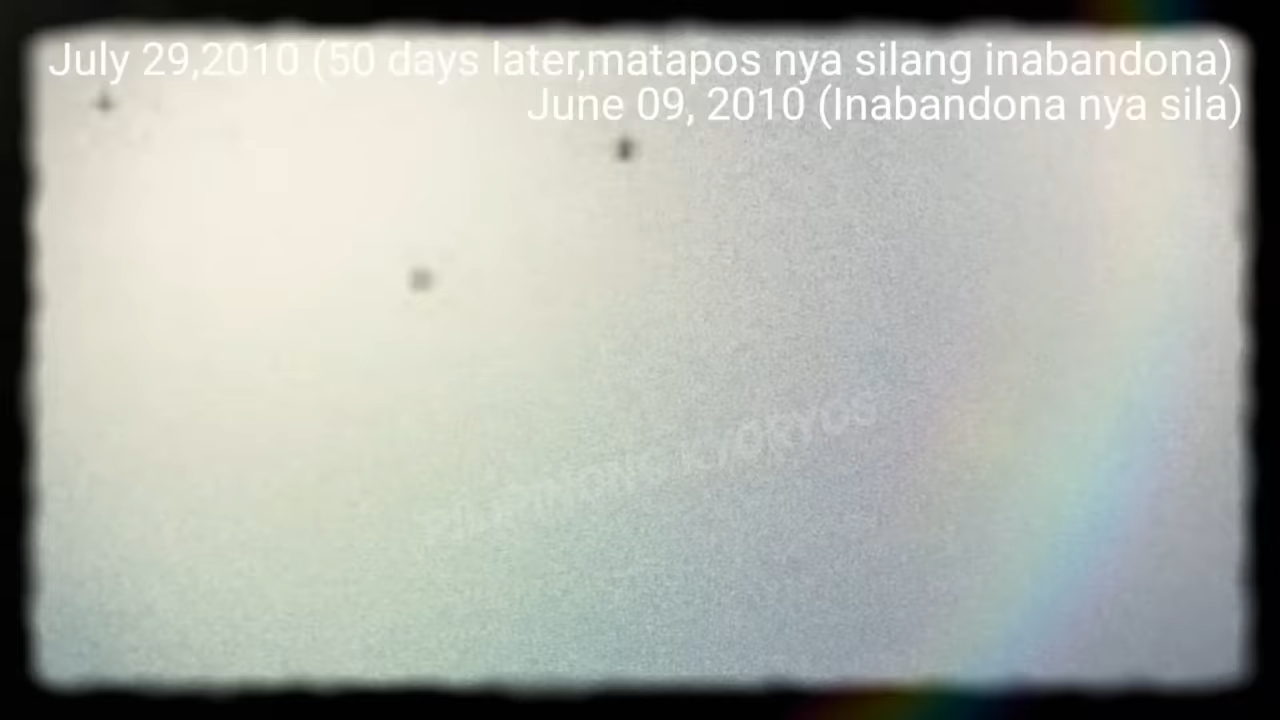 July 29,2010 (50 days later,matapos nya silang inabandona)
June 09, 2010 (Inabandona nya sila)